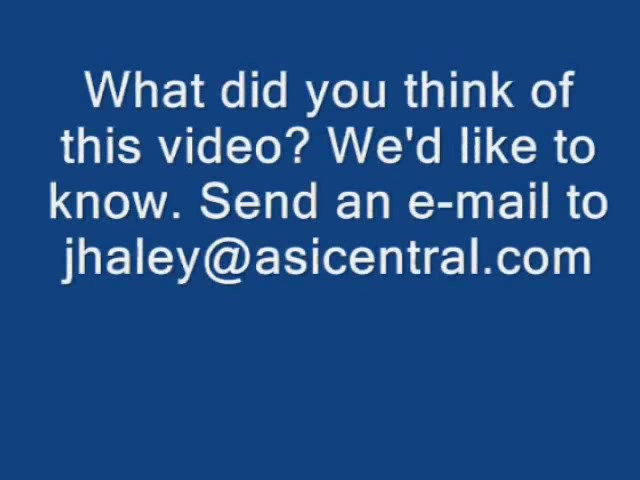 What did you think of
this video? We'd like to
know. Send an e-mail to
jhaley@asicentral.com